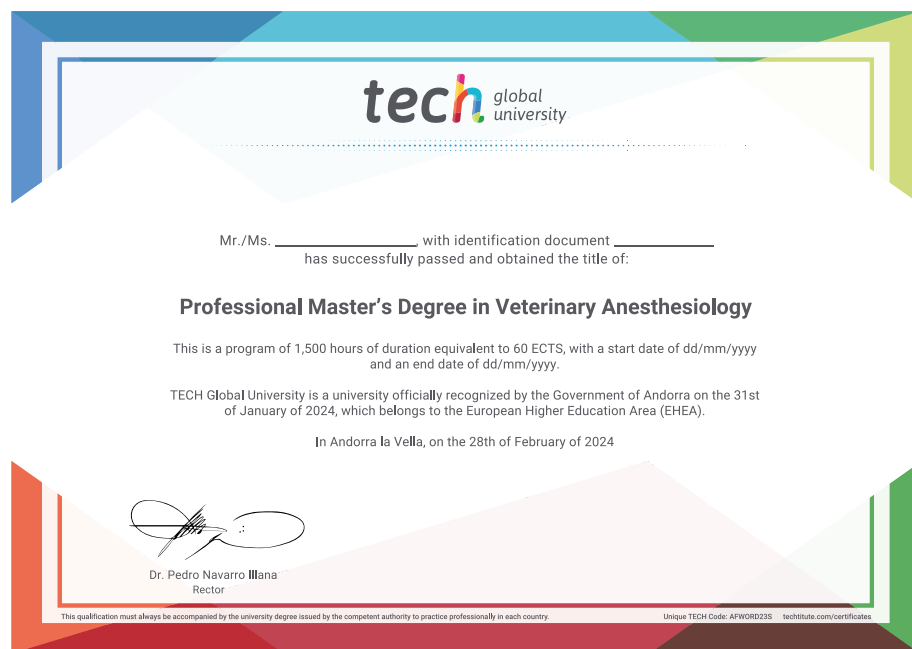 tech global university
Mr./Ms. ________________, with identification document ___________
has successfully passed and obtained the title of:
Professional Master’s Degree in Veterinary Anesthesiology
This is a program of 1,500 hours of duration equivalent to 60 ECTS, with a start date of dd/mm/yyyy
and an end date of dd/mm/yyyy.
TECH Global University is a university officially recognized by the Government of Andorra on the 31st
of January of 2024, which belongs to the European Higher Education Area (EHEA).
In Andorra la Vella, on the 28th of February of 2024
Dr. Pedro Navarro Illana
Rector
This qualification must always be accompanied by the university degree issued by the competent authority to practice professionally in each country.
Unique TECH Code: AFWORD23S techtitute.com/certificates